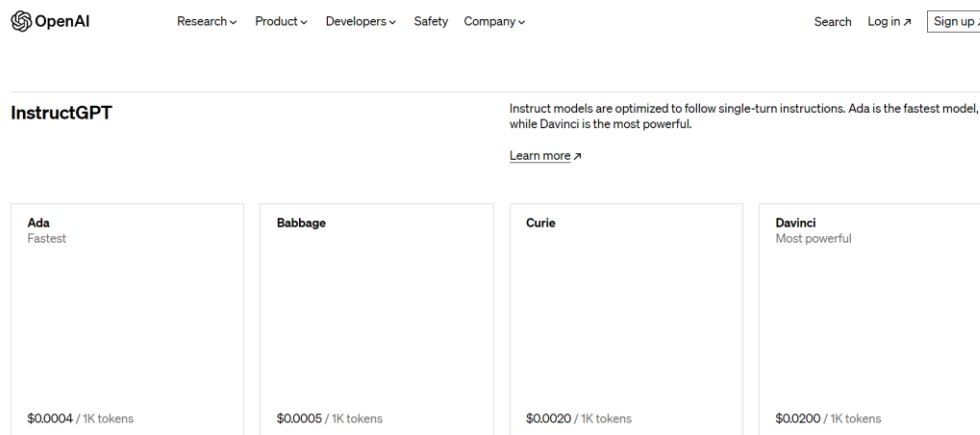 OpenAI Research Product Developers Safety Company Search Log in ↗ Sign up
InstructGPT
Instruct models are optimized to follow single-turn instructions. Ada is the fastest model,
while Davinci is the most powerful.
Learn more ↗
Ada
Fastest
$0.0004 / 1K tokens
Babbage
$0.0005 / 1K tokens
Curie
$0.0020 / 1K tokens
Davinci
Most powerful
$0.0200 / 1K tokens